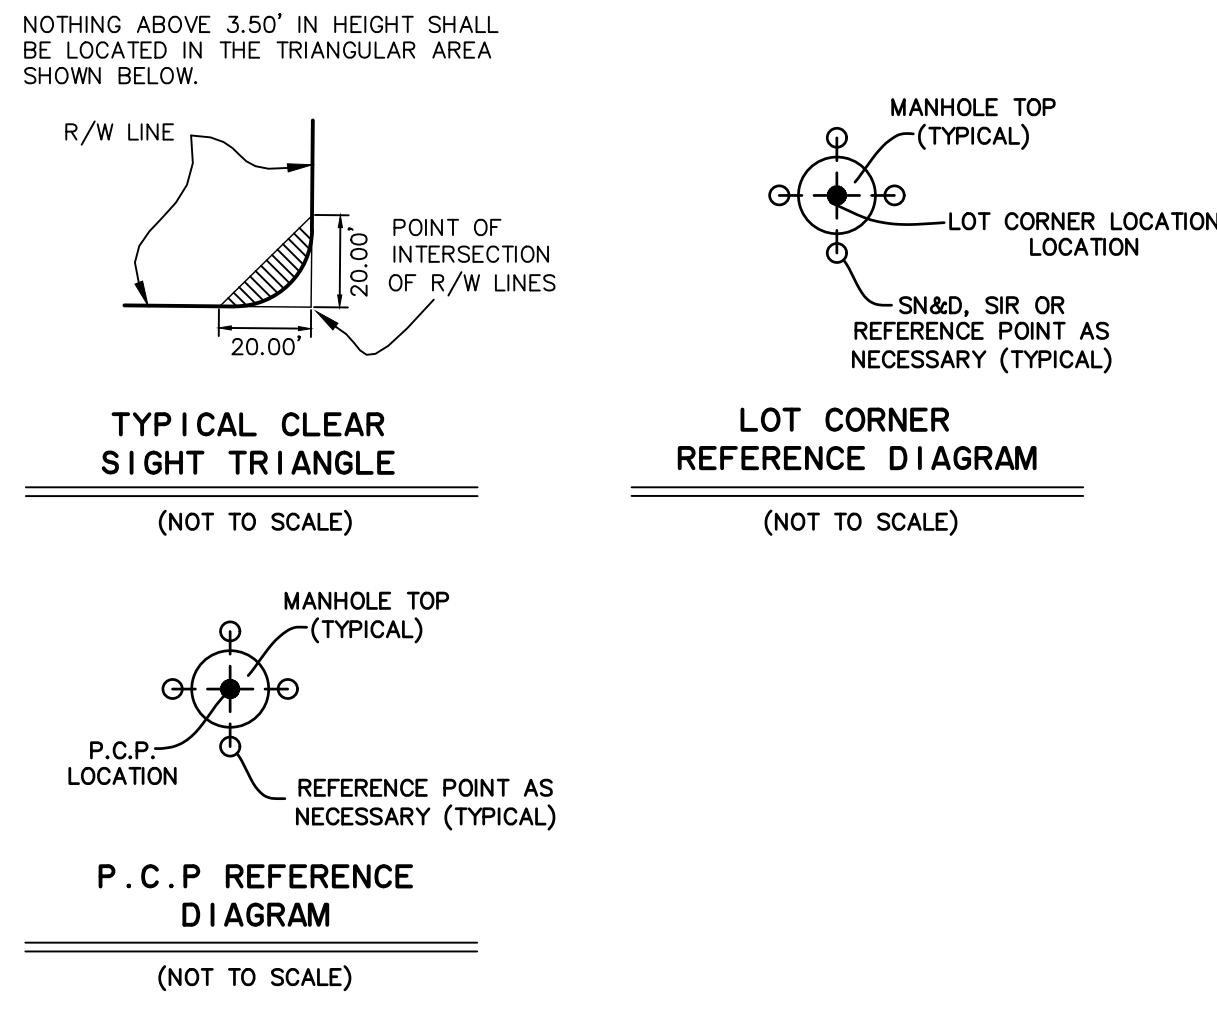 NOTHING ABOVE 3.50' IN HEIGHT SHALL
BE LOCATED IN THE TRIANGULAR AREA
SHOWN BELOW.
R/W LINE
POINT OF
INTERSECTION
OF R/W LINES
20.00'
20.00'
TYPICAL CLEAR
SIGHT TRIANGLE
(NOT TO SCALE)
MANHOLE TOP
(TYPICAL)
LOT CORNER LOCATION
LOCATION
SN&D, SIR OR
REFERENCE POINT AS
NECESSARY (TYPICAL)
LOT CORNER
REFERENCE DIAGRAM
(NOT TO SCALE)
MANHOLE TOP
(TYPICAL)
P.C.P.
LOCATION
REFERENCE POINT AS
NECESSARY (TYPICAL)
P.C.P REFERENCE
DIAGRAM
(NOT TO SCALE)